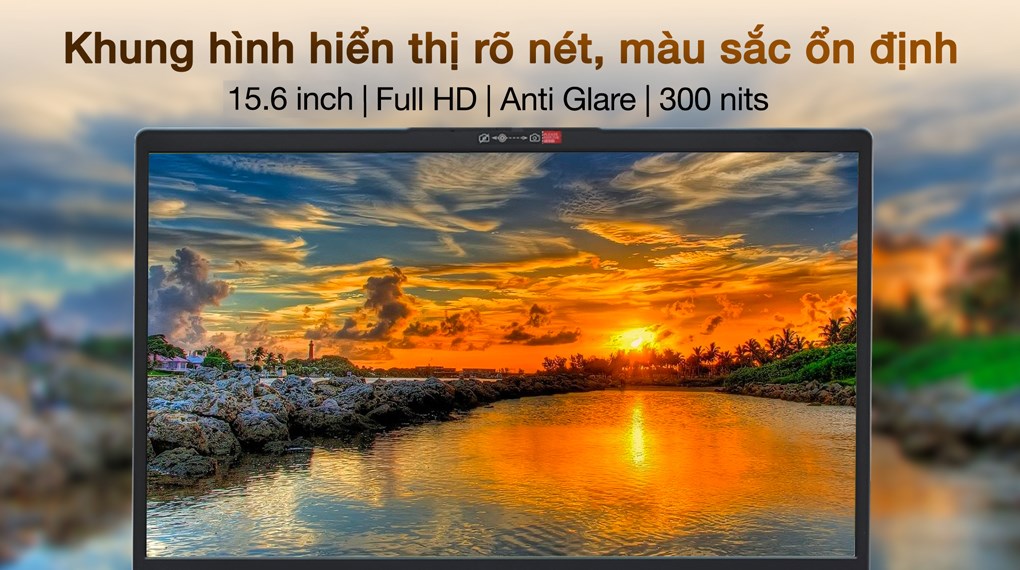 Khung hình hiển thị rõ nét, màu sắc ổn định
15.6 inch | Full HD | Anti Glare | 300 nits